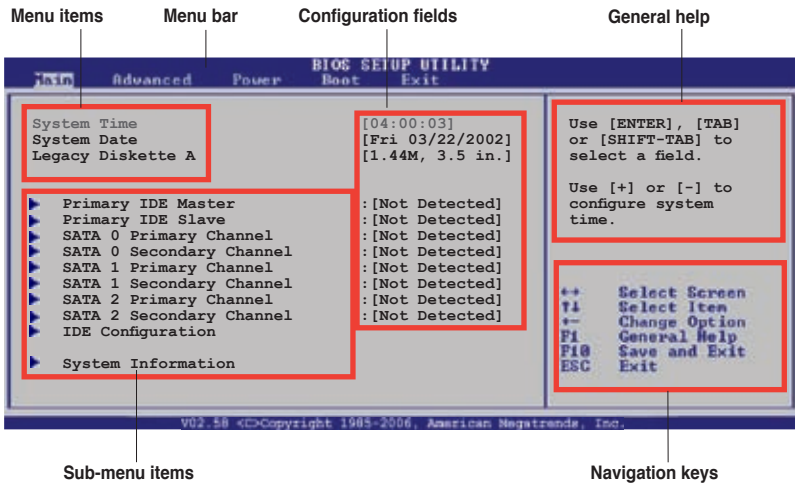 Menu items Menu bar Configuration fields General help
BIOS SETUP UTILITY
Main Advanced Power Boot Exit
System Time [04:00:03]
System Date [Fri 03/22/2002]
Legacy Diskette A [1.44M, 3.5 in.]
Primary IDE Master :[Not Detected]
Primary IDE Slave :[Not Detected]
SATA 0 Primary Channel :[Not Detected]
SATA 0 Secondary Channel :[Not Detected]
SATA 1 Primary Channel :[Not Detected]
SATA 1 Secondary Channel :[Not Detected]
SATA 2 Primary Channel :[Not Detected]
SATA 2 Secondary Channel :[Not Detected]
IDE Configuration
System Information
Use [ENTER], [TAB]
or [SHIFT-TAB] to
select a field.
Use [+] or [-] to
configure system
time.
←→ Select Screen
↑↓ Select Item
+- Change Option
F1 General Help
F10 Save and Exit
ESC Exit
V02.58 <C>Copyright 1985-2006, American Megatrends, Inc.
Sub-menu items Navigation keys